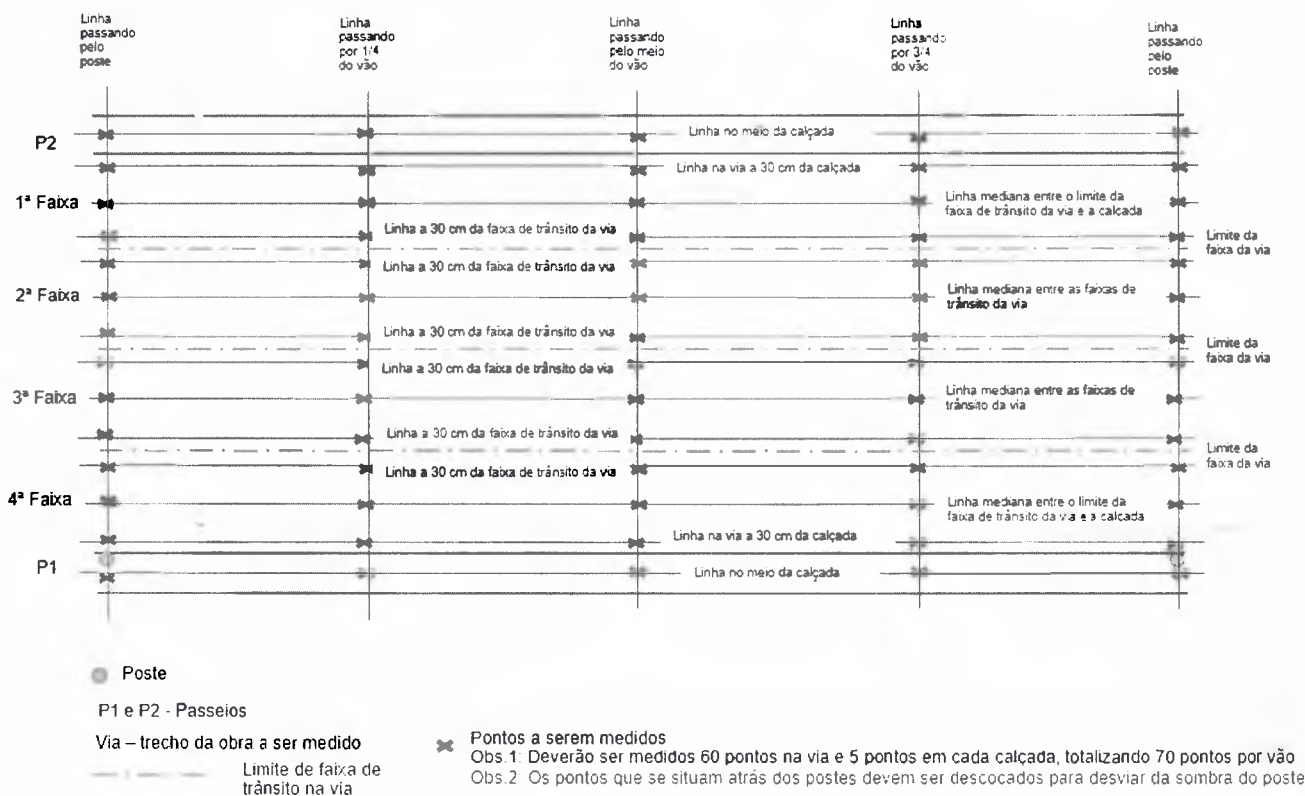 Linha
passando
pelo
poste
Linha
passando
por 1/4
do vão
Linha
passando
pelo meio
do vão
Linha
passando
por 3/4
do vão
Linha
passando
pelo
poste
P2
Linha no meio da calçada
Linha na via a 30 cm da calçada
1ª Faixa
Linha mediana entre o limite da
faixa de trânsito da via e a calçada
Linha a 30 cm da faixa de trânsito da via
Limite da
faixa da via
Linha a 30 cm da faixa de trânsito da via
2ª Faixa
Linha mediana entre as faixas de
trânsito da via
Linha a 30 cm da faixa de trânsito da via
Limite da
faixa da via
Linha a 30 cm da faixa de trânsito da via
3ª Faixa
Linha mediana entre as faixas de
trânsito da via
Linha a 30 cm da faixa de trânsito da via
Limite da
faixa da via
Linha a 30 cm da faixa de trânsito da via
4ª Faixa
Linha mediana entre o limite da
faixa de trânsito da via e a calçada
Linha na via a 30 cm da calçada
P1
Linha no meio da calçada
Poste
P1 e P2 - Passeios
Via – trecho da obra a ser medido
Limite de faixa de
trânsito na via
Pontos a serem medidos
Obs.1: Deverão ser medidos 60 pontos na via e 5 pontos em cada calçada, totalizando 70 pontos por vão
Obs.2: Os pontos que se situam atrás dos postes devem ser descocados para desviar da sombra do poste